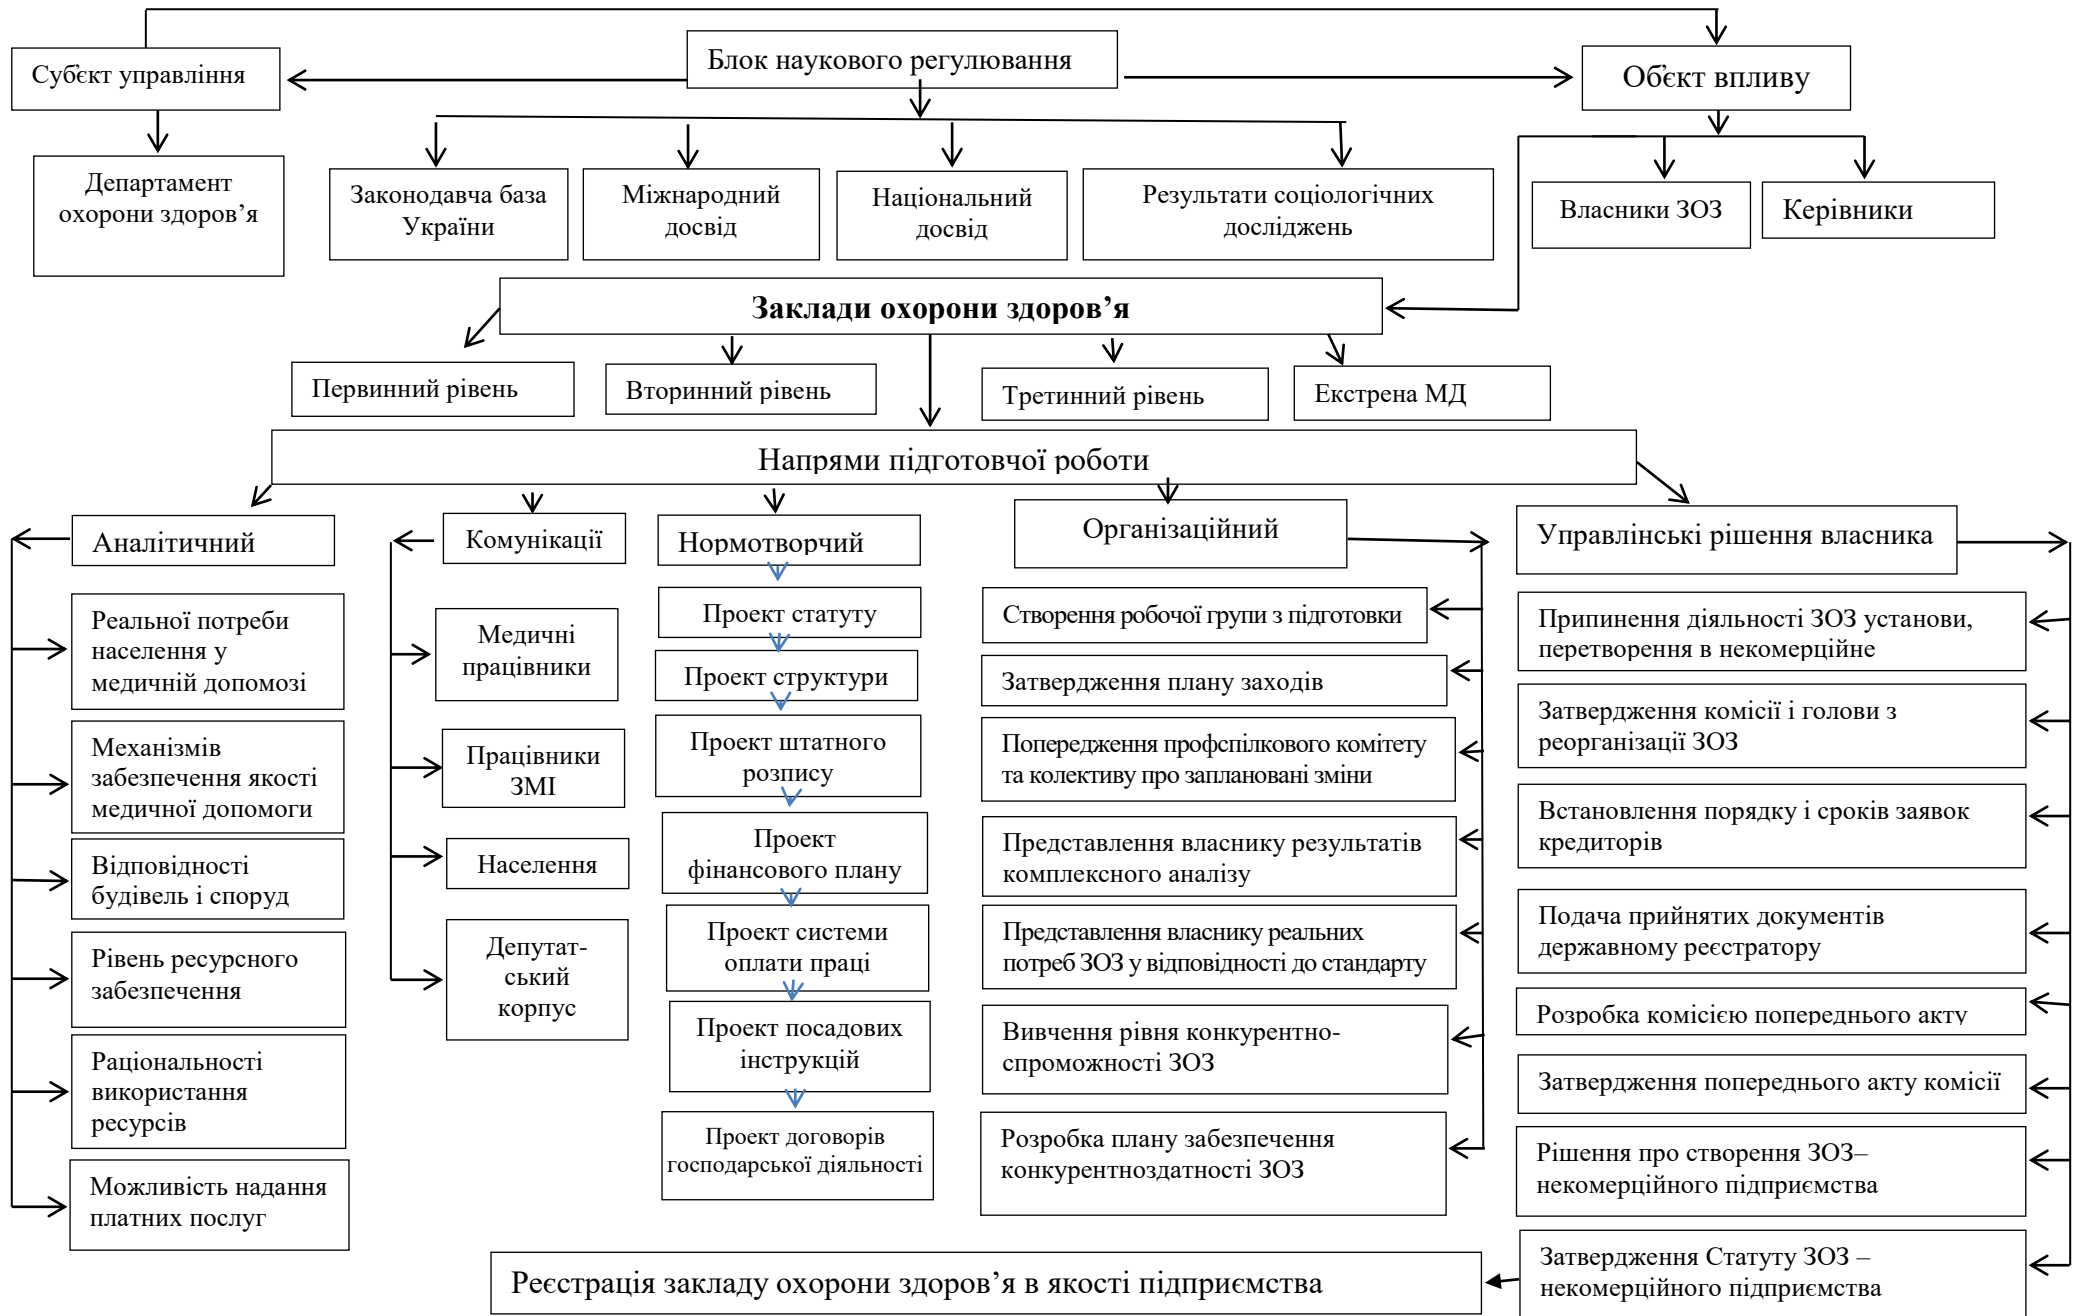 Суб'єкт управління
Блок наукового регулювання
Об'єкт впливу
Департамент
охорони здоров'я
Законодавча база
України
Міжнародний
досвід
Національний
досвід
Результати соціологічних
досліджень
Власники ЗОЗ
Керівники
Заклади охорони здоров'я
Первинний рівень
Вторинний рівень
Третинний рівень
Екстрена МД
Напрями підготовчої роботи
Аналітичний
Реальної потреби
населення у
медичній допомозі
Механізмів
забезпечення якості
медичної допомоги
Відповідності
будівель і споруд
Рівень ресурсного
забезпечення
Раціональності
використання
ресурсів
Можливість надання
платних послуг
Комунікації
Медичні
працівники
Працівники
ЗМІ
Населення
Депутат-
ський
корпус
Нормотворчий
Проект статуту
Проект структури
Проект штатного
розпису
Проект
фінансового плану
Проект системи
оплати праці
Проект посадових
інструкцій
Проект договорів
господарської діяльності
Організаційний
Створення робочої групи з підготовки
Затвердження плану заходів
Попередження профспілкового комітету
та колективу про заплановані зміни
Представлення власнику результатів
комплексного аналізу
Представлення власнику реальних
потреб ЗОЗ у відповідності до стандарту
Вивчення рівня конкурентно-
спроможності ЗОЗ
Розробка плану забезпечення
конкурентноздатності ЗОЗ
Управлінські рішення власника
Припинення діяльності ЗОЗ установи,
перетворення в некомерційне
Затвердження комісії і голови з
реорганізації ЗОЗ
Встановлення порядку і сроків заявок
кредиторів
Подача прийнятих документів
державному реєстратору
Розробка комісією попереднього акту
Затвердження попереднього акту комісії
Рішення про створення ЗОЗ–
некомерційного підприємства
Затвердження Статуту ЗОЗ –
некомерційного підприємства
Реєстрація закладу охорони здоров'я в якості підприємства